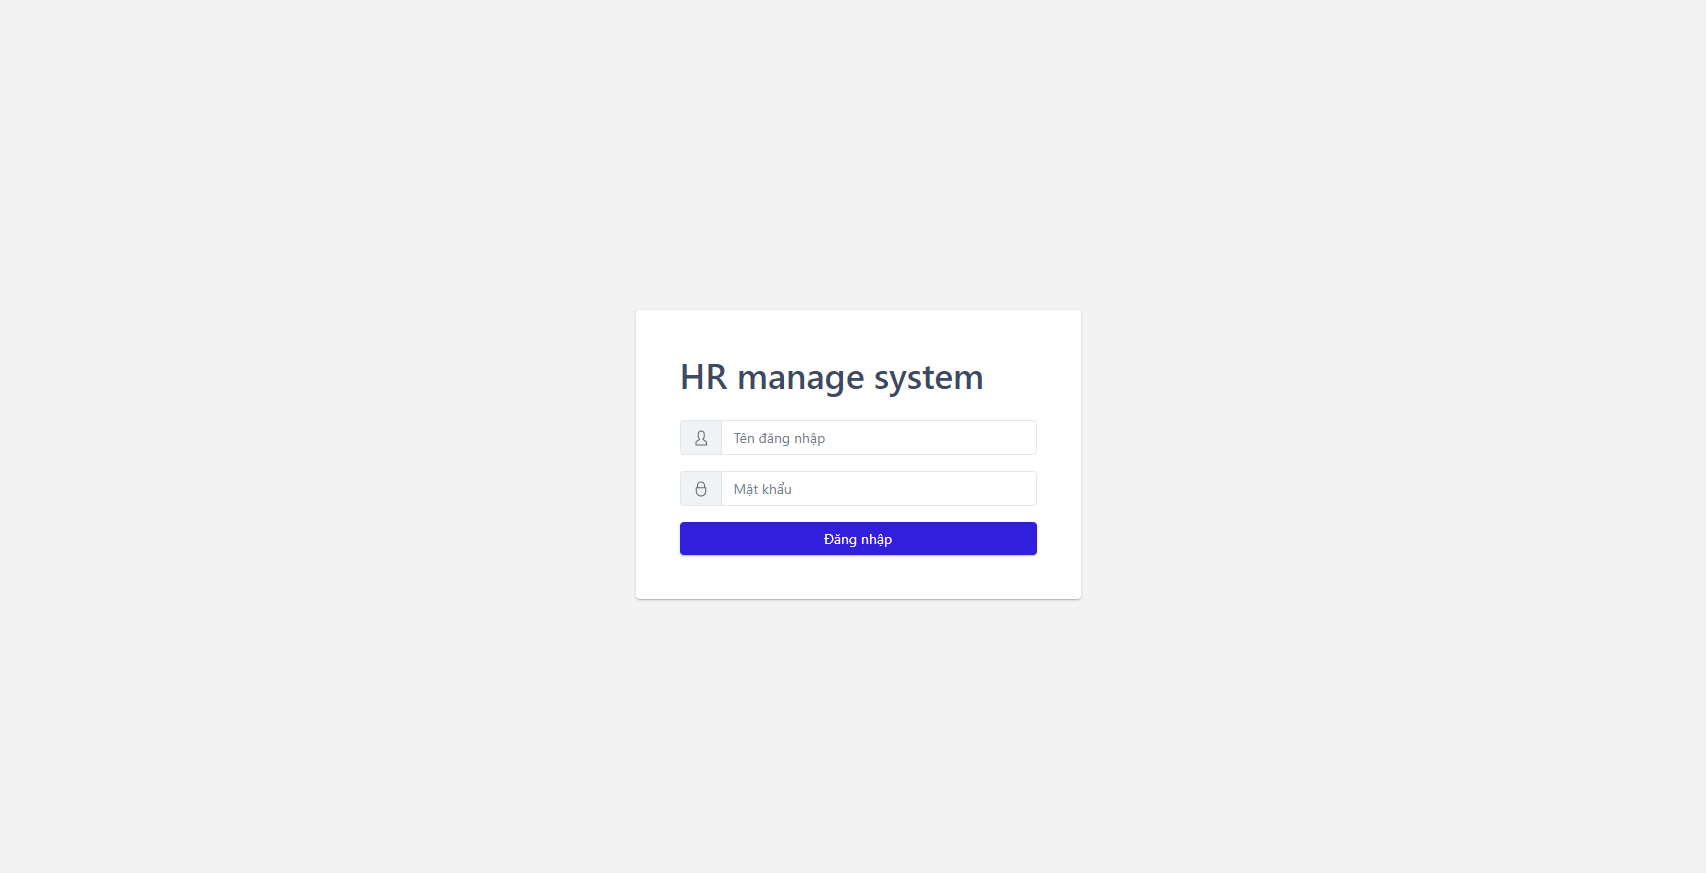 HR manage system
Tên đăng nhập
Mật khẩu
Đăng nhập